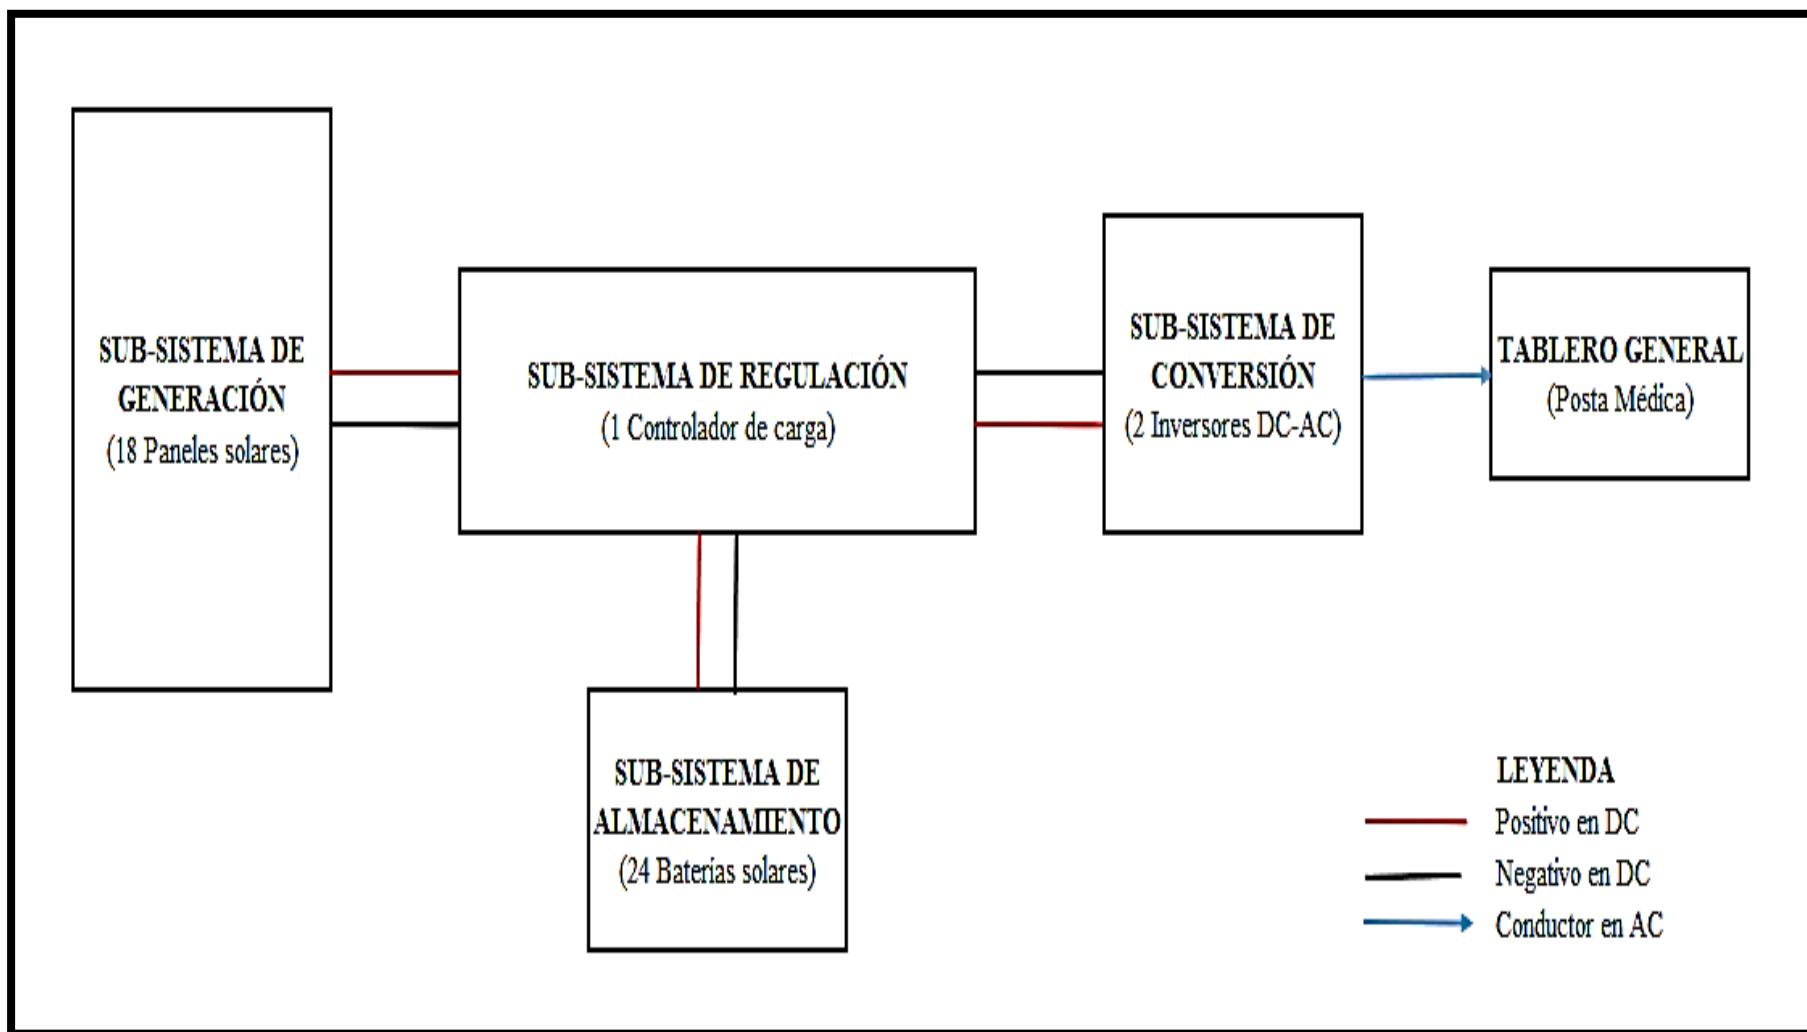 SUB-SISTEMA DE
GENERACIÓN
(18 Paneles solares)
SUB-SISTEMA DE REGULACIÓN
(1 Controlador de carga)
SUB-SISTEMA DE
CONVERSIÓN
(2 Inversores DC-AC)
TABLERO GENERAL
(Posta Médica)
SUB-SISTEMA DE
ALMACENAMIENTO
(24 Baterías solares)
LEYENDA
Positivo en DC
Negativo en DC
Conductor en AC